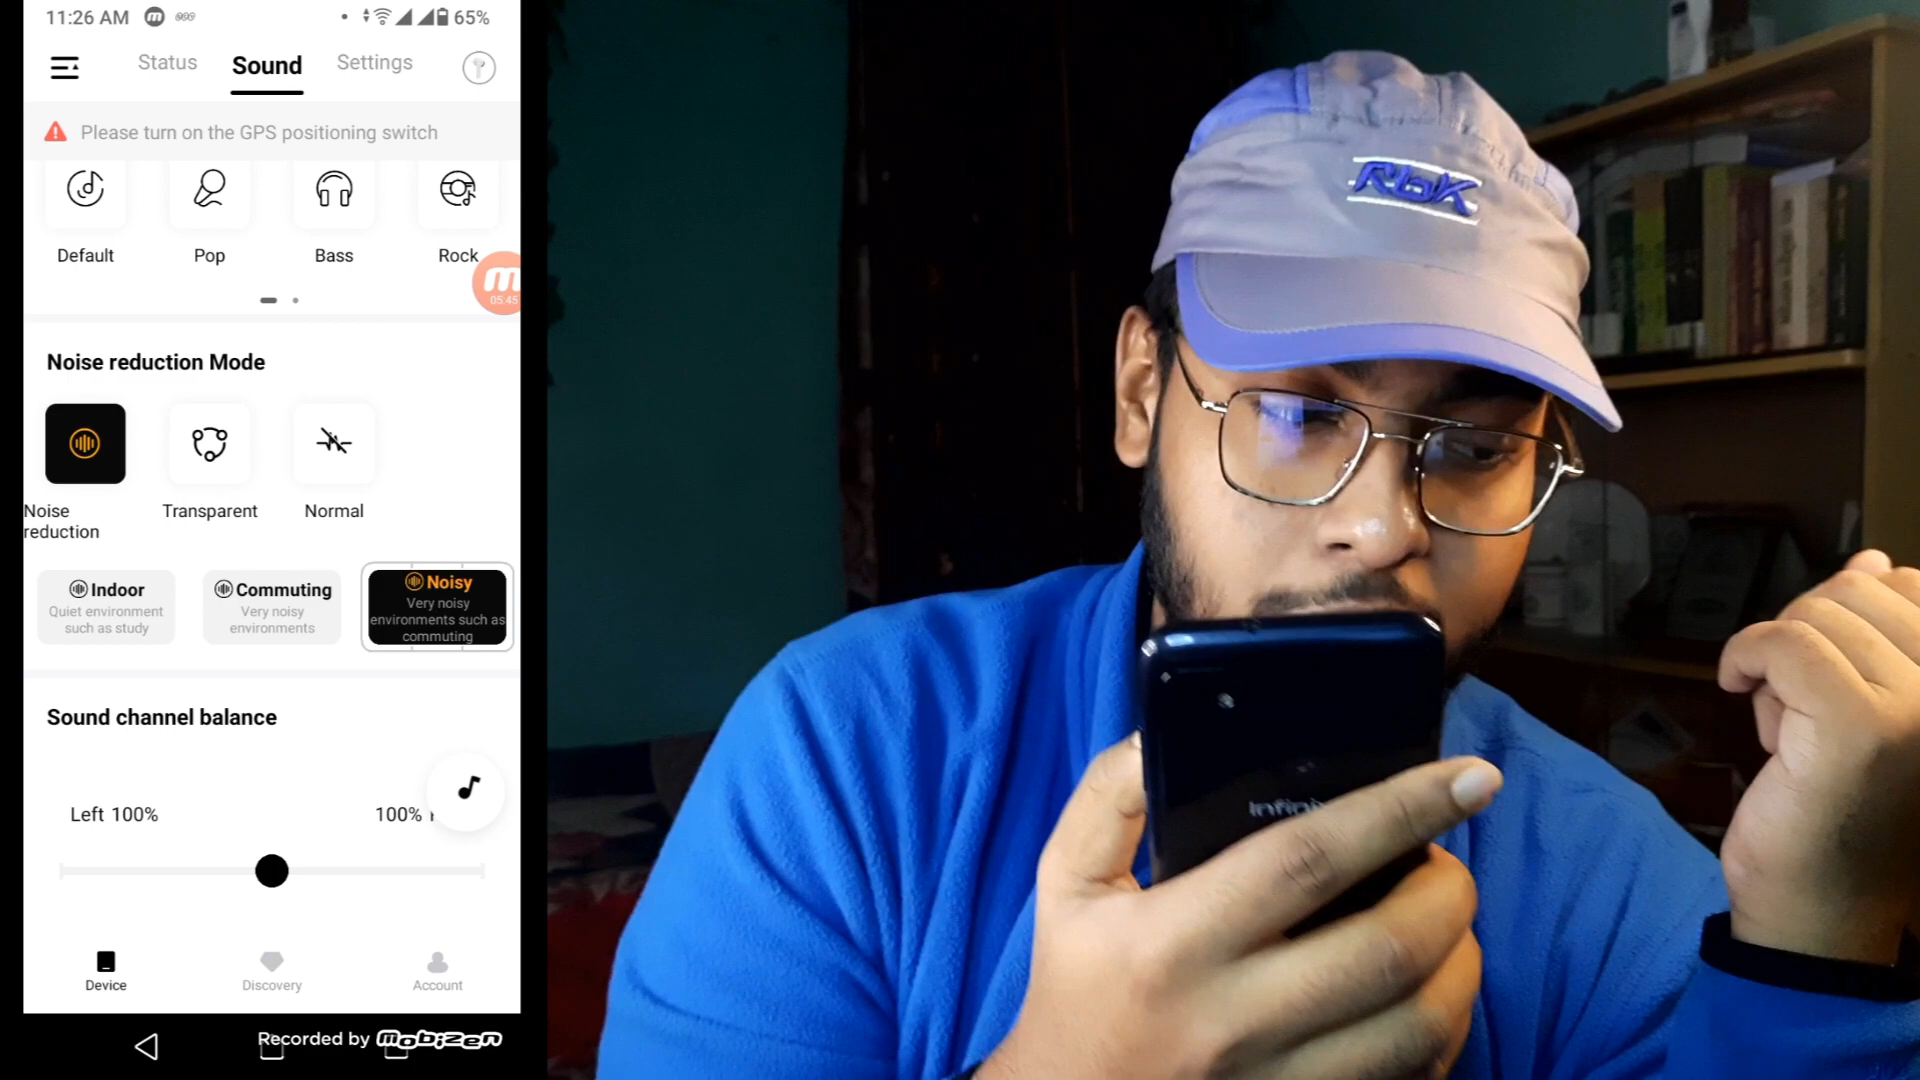 11:26 AM
65%
Status Sound Settings
Please turn on the GPS positioning switch
Default Pop Bass Rock
05:45
Noise reduction Mode
Noise
reduction
Transparent Normal
Indoor
Quiet environment
such as study
Commuting
Very noisy
environments
Noisy
Very noisy
environments such as
commuting
Sound channel balance
Left 100% 100%
Device Discovery Account
Recorded by mobizen
RbK